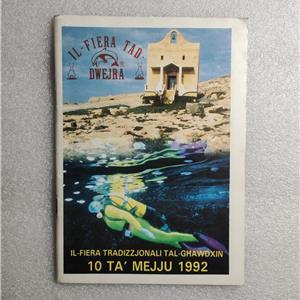 IL-FIERA TAD-
DWEJRA
IL-FIERA TRADIZZJONALI TAL-GHAWDXIN
10 TA' MEJJU 1992